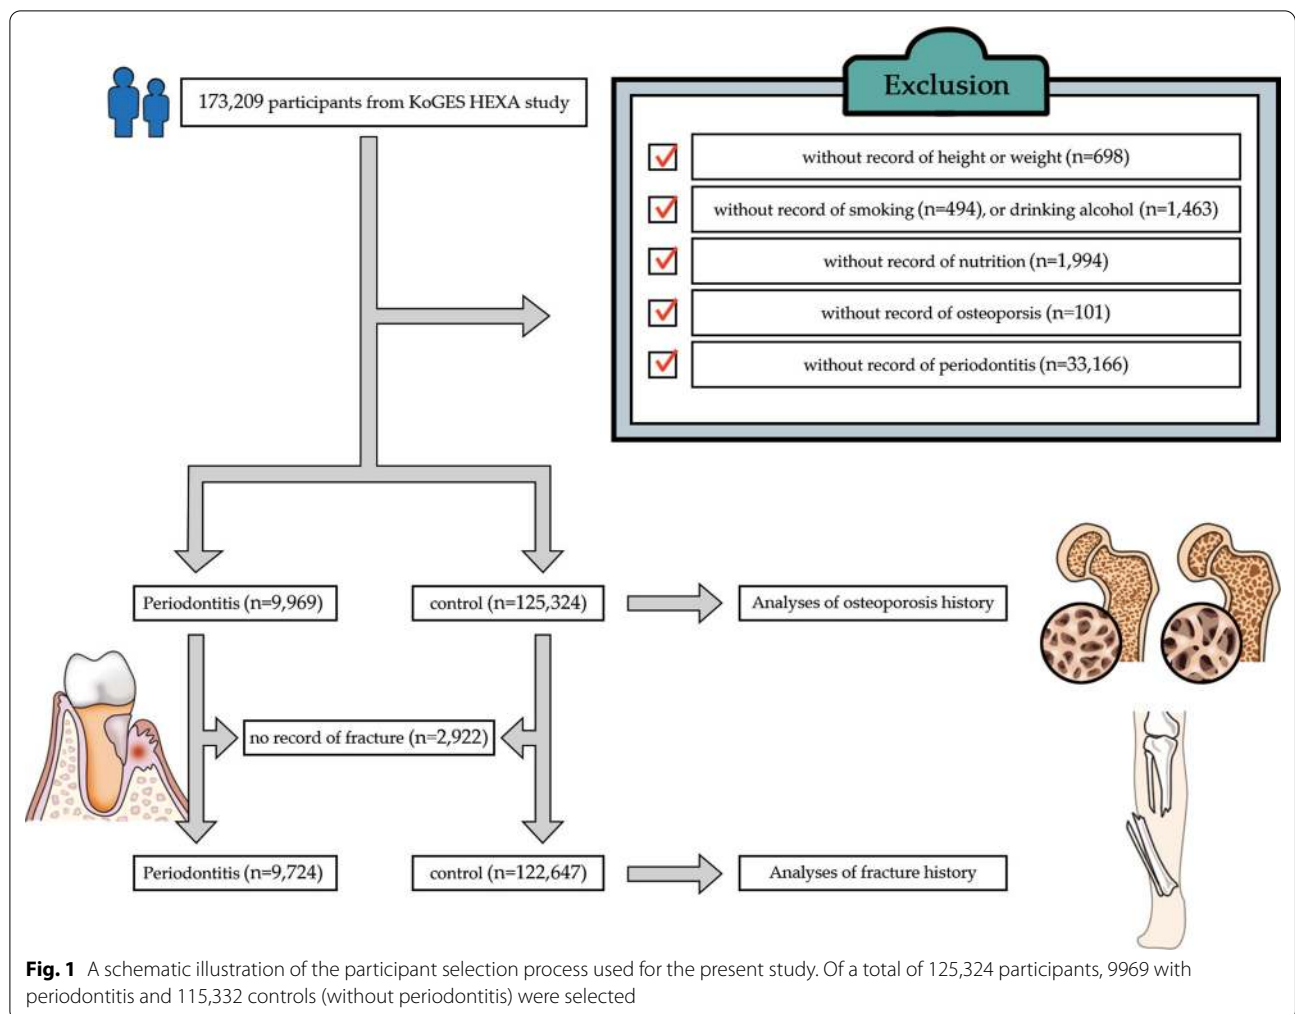 173,209 participants from KoGES HEXA study
Exclusion
without record of height or weight (n=698)
without record of smoking (n=494), or drinking alcohol (n=1,463)
without record of nutrition (n=1,994)
without record of osteoporsis (n=101)
without record of periodontitis (n=33,166)
Periodontitis (n=9,969)
control (n=125,324)
Analyses of osteoporosis history
no record of fracture (n=2,922)
Periodontitis (n=9,724)
control (n=122,647)
Analyses of fracture history
Fig. 1 A schematic illustration of the participant selection process used for the present study. Of a total of 125,324 participants, 9969 with
periodontitis and 115,332 controls (without periodontitis) were selected